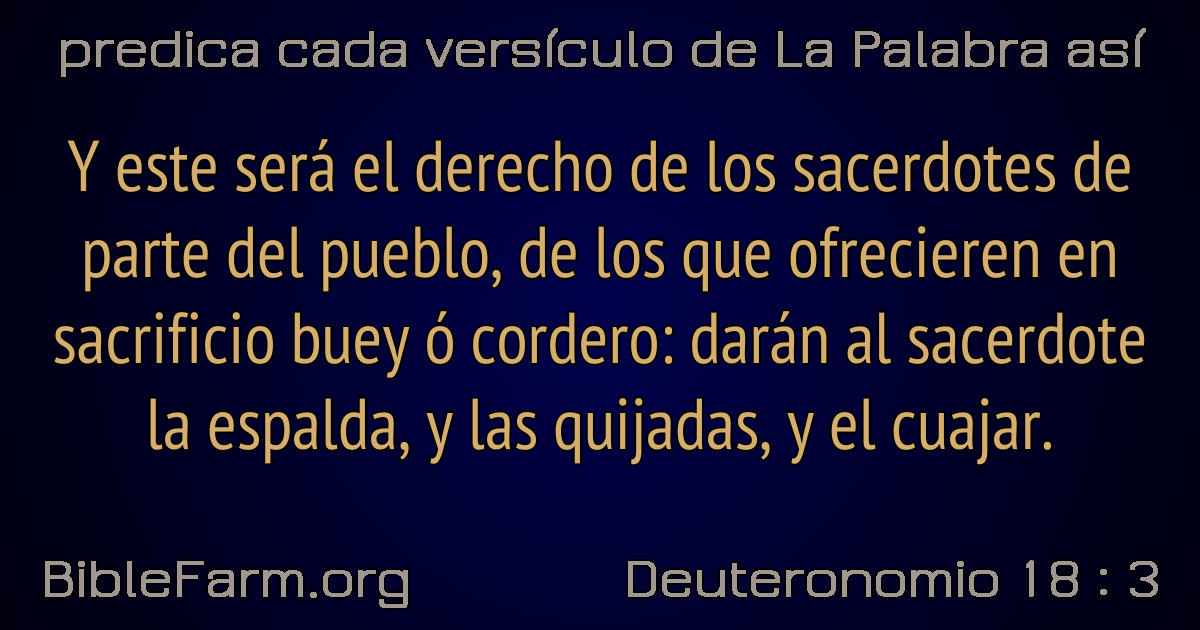 predica cada versículo de La Palabra así
Y este será el derecho de los sacerdotes de
parte del pueblo, de los que ofrecieren en
sacrificio buey ó cordero: darán al sacerdote
la espalda, y las quijadas, y el cuajar.
BibleFarm.org
Deuteronomio 18 : 3